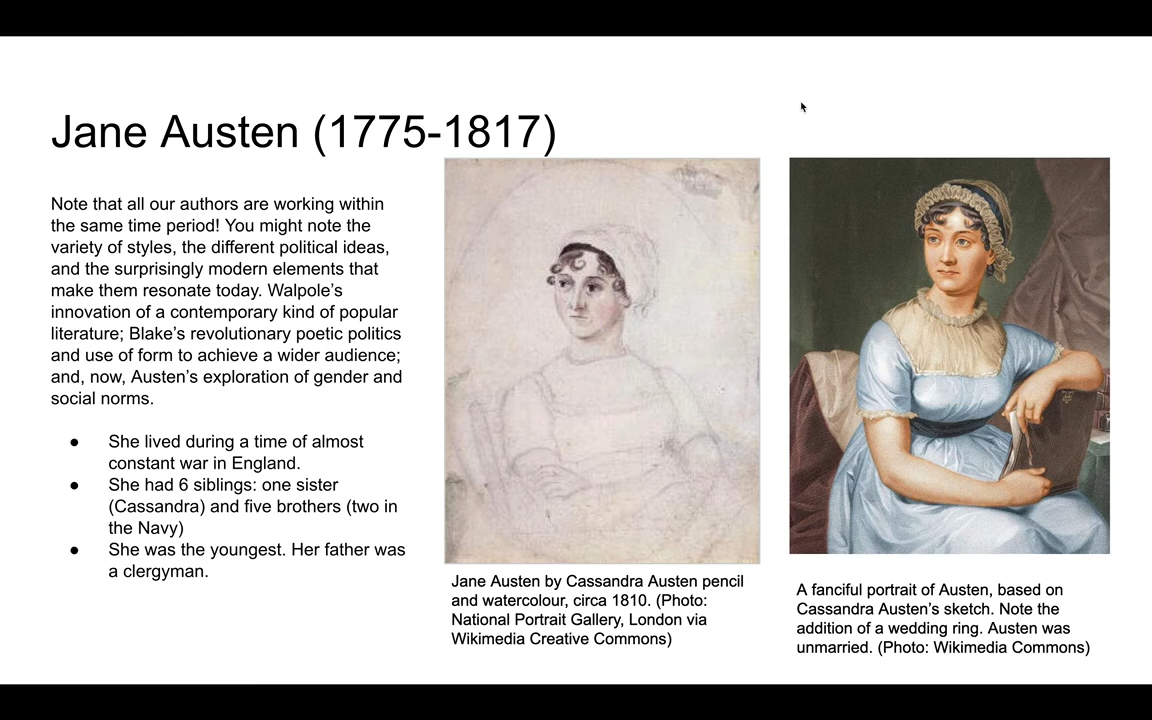 Jane Austen (1775-1817)
Note that all our authors are working within
the same time period! You might note the
variety of styles, the different political ideas,
and the surprisingly modern elements that
make them resonate today. Walpole’s
innovation of a contemporary kind of popular
literature; Blake’s revolutionary poetic politics
and use of form to achieve a wider audience;
and, now, Austen’s exploration of gender and
social norms.
● She lived during a time of almost
constant war in England.
● She had 6 siblings: one sister
(Cassandra) and five brothers (two in
the Navy)
● She was the youngest. Her father was
a clergyman.
Jane Austen by Cassandra Austen pencil
and watercolour, circa 1810. (Photo:
National Portrait Gallery, London via
Wikimedia Creative Commons)
A fanciful portrait of Austen, based on
Cassandra Austen’s sketch. Note the
addition of a wedding ring. Austen was
unmarried. (Photo: Wikimedia Commons)